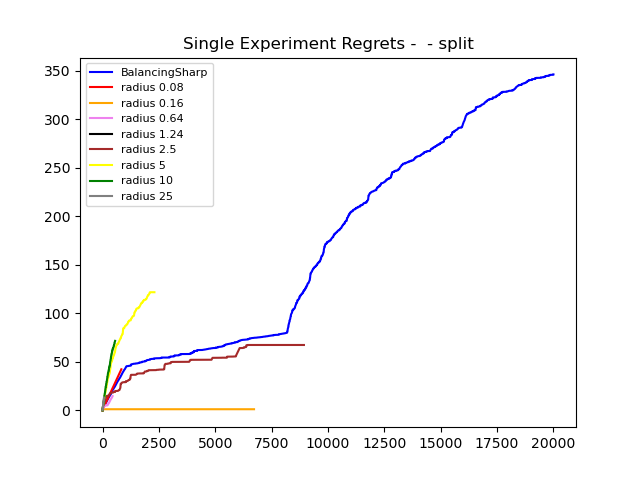 Single Experiment Regrets -  - split
350
300
250
200
150
100
50
0
BalancingSharp
radius 0.08
radius 0.16
radius 0.64
radius 1.24
radius 2.5
radius 5
radius 10
radius 25
0 2500 5000 7500 10000 12500 15000 17500 20000